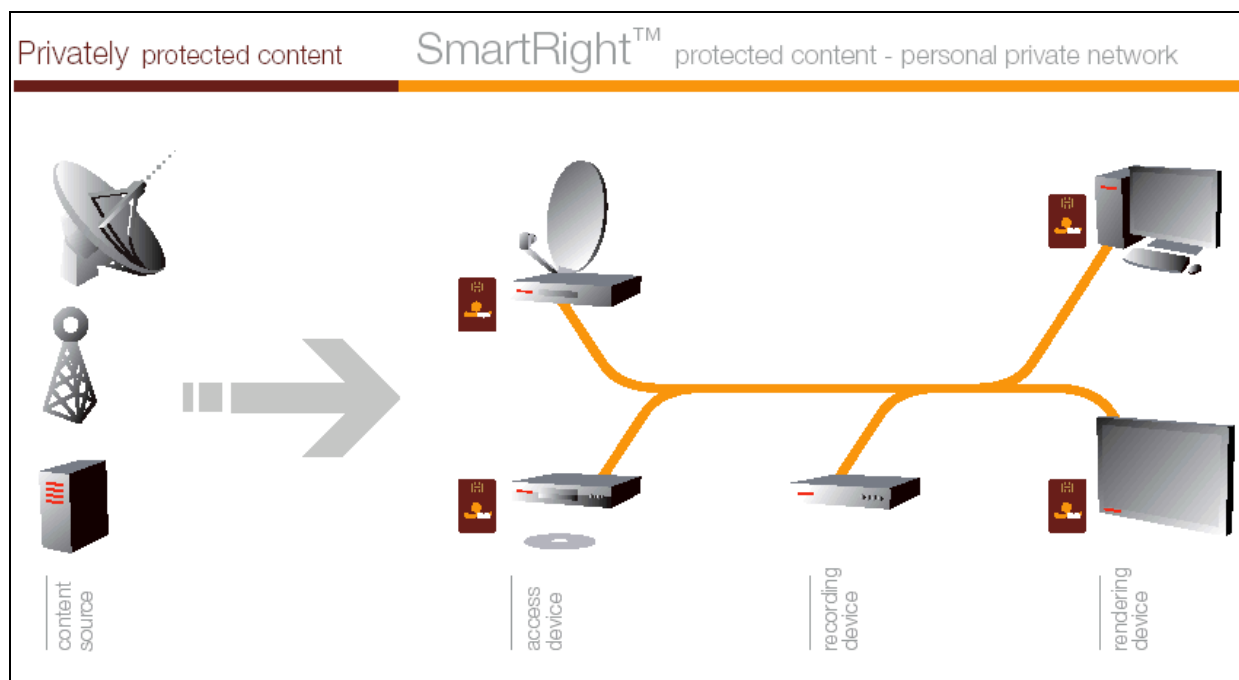 Privately protected content
SmartRight™ protected content - personal private network
content
source
access
device
recording
device
rendering
device